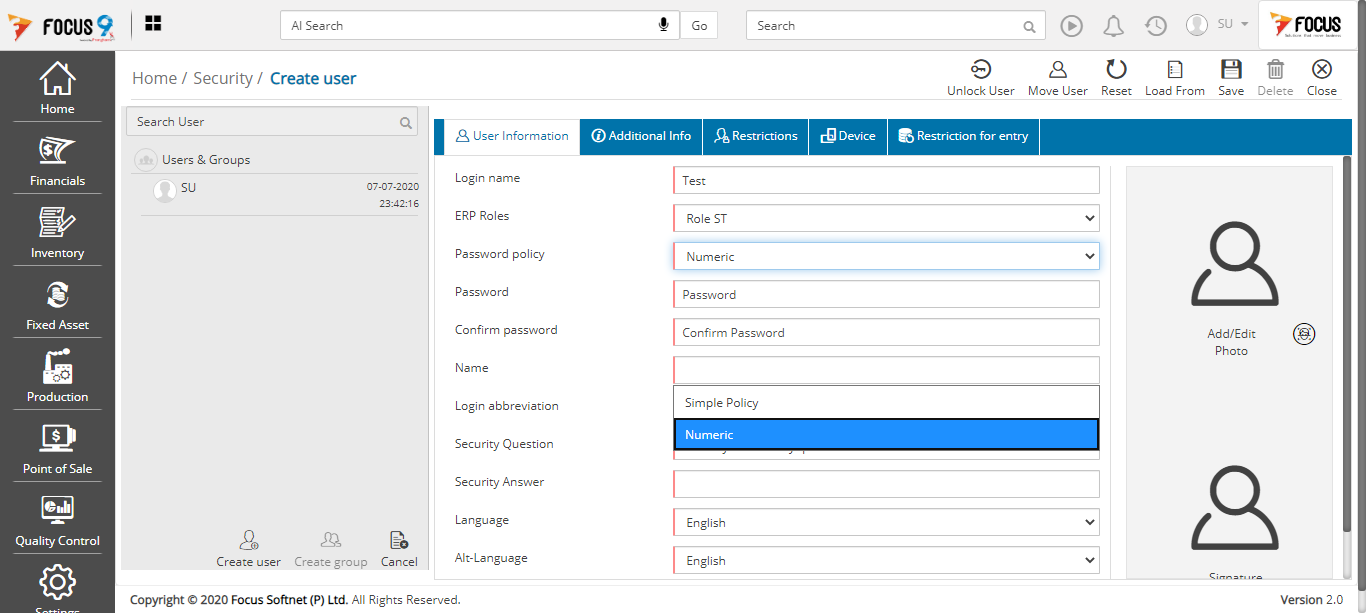 FOCUS 9
AI Search
Go
Search
SU
FOCUS
Home / Security / Create user
Unlock User
Move User
Reset
Load From
Save
Delete
Close
Home
Financials
Inventory
Fixed Asset
Production
Point of Sale
Quality Control
Settings
Search User
Users & Groups
SU
07-07-2020
23:42:16
Create user
Create group
Cancel
User Information
Additional Info
Restrictions
Device
Restriction for entry
Login name
Test
ERP Roles
Role ST
Password policy
Numeric
Password
Password
Confirm password
Confirm Password
Name
Simple Policy
Login abbreviation
Numeric
Security Question
Security Answer
Language
English
Alt-Language
English
Add/Edit
Photo
Signature
Copyright © 2020 Focus Softnet (P) Ltd. All Rights Reserved.
Version 2.0